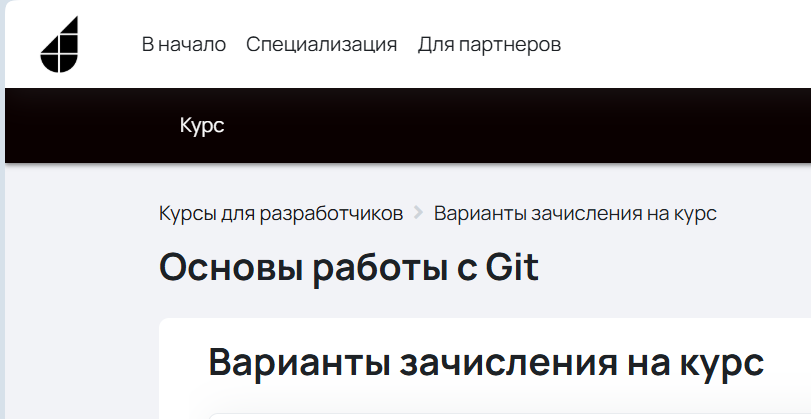 В начало Специализация Для партнеров
Курс
Курсы для разработчиков Варианты зачисления на курс
Основы работы с Git
Варианты зачисления на курс